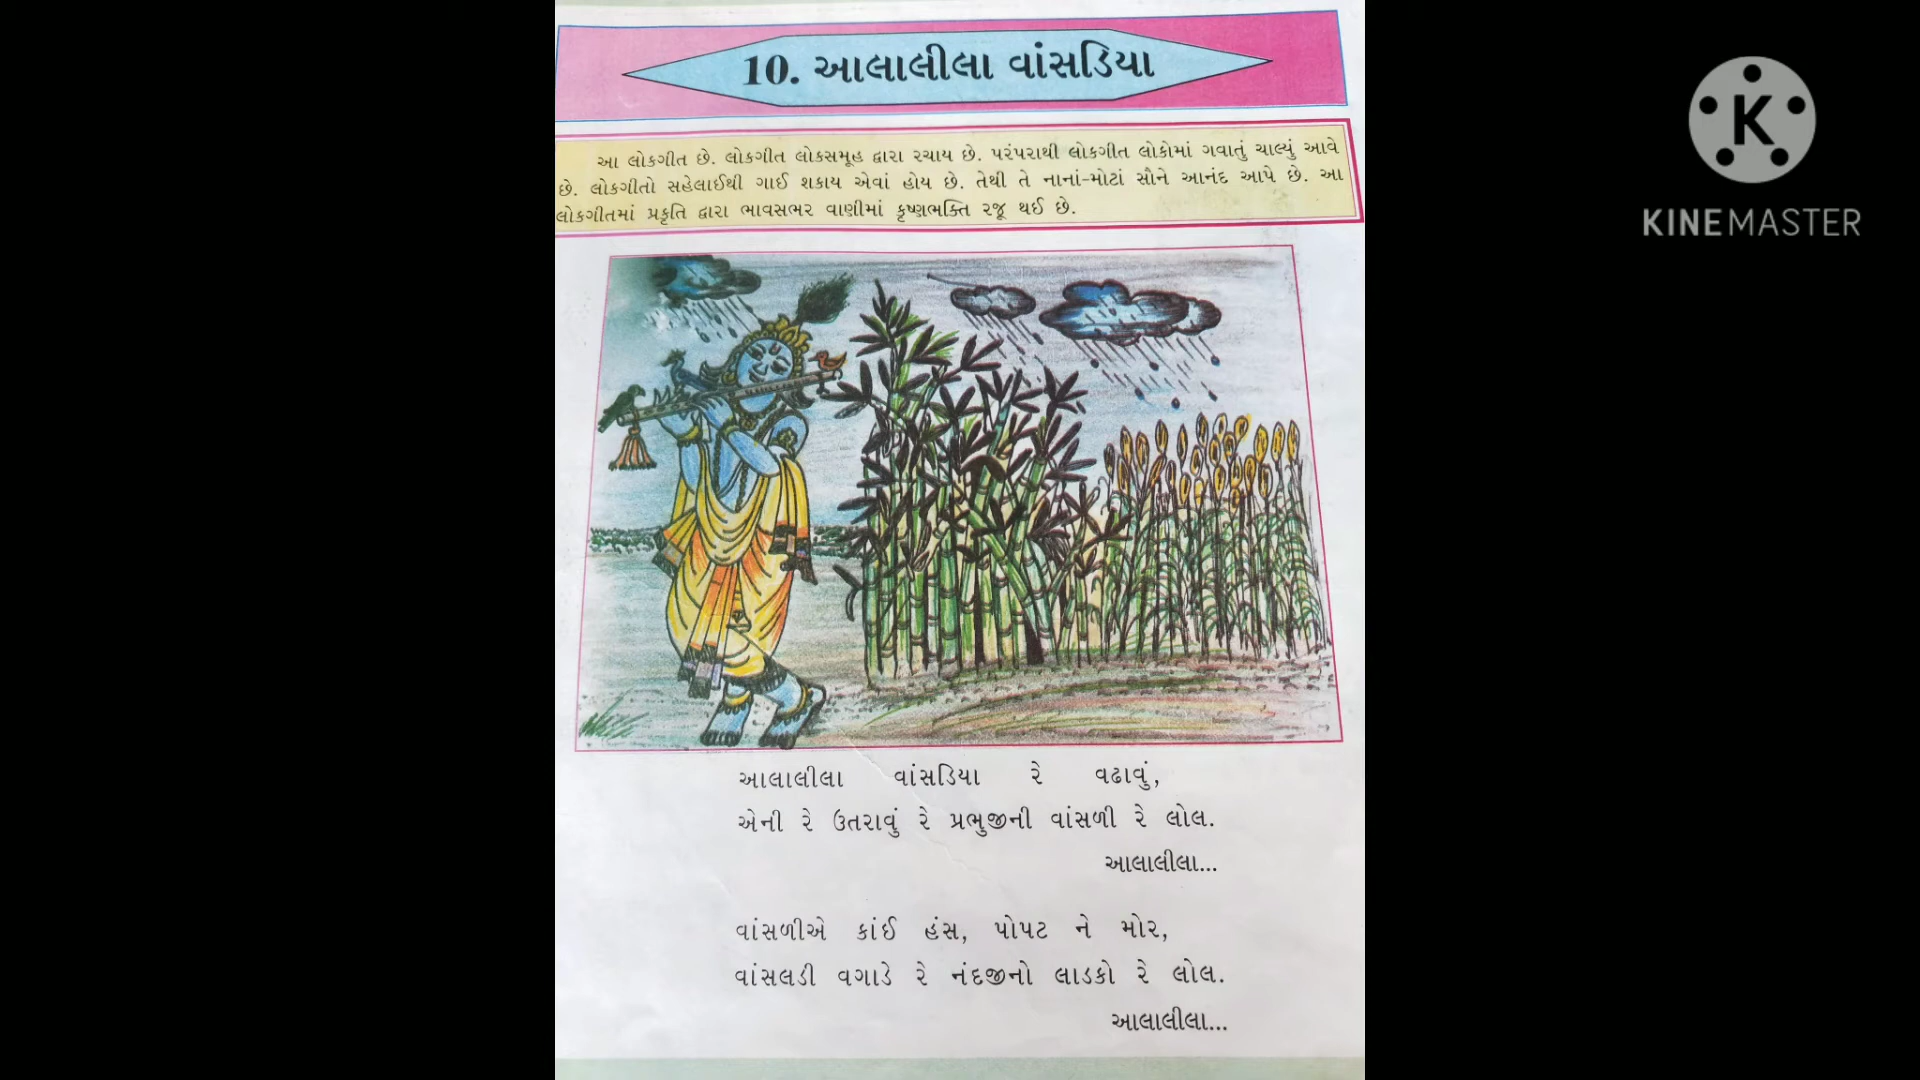 10. આલાલીલા વાંસડિયા
આ લોકગીત છે. લોકગીત લોકસમૂહ દ્વારા રચાય છે. પરંપરાથી લોકગીત લોકોમાં ગવાતું ચાલ્યું આવે
છે. લોકગીતો સહેલાઈથી ગાઈ શકાય એવાં હોય છે. તેથી તે નાનાં-મોટાં સૌને આનંદ આપે છે. આ
લોકગીતમાં પ્રકૃતિ દ્વારા ભાવસભર વાણીમાં કૃષ્ણભક્તિ રજૂ થઈ છે.
આલાલીલા વાંસડિયા રે વઢાવું,
એની રે ઉતરાવું રે પ્રભુજીની વાંસળી રે લોલ.
આલાલીલા...
વાંસળીએ કાંઈ હંસ, પોપટ ને મોર,
વાંસલડી વગાડે રે નંદજીનો લાડકો રે લોલ.
આલાલીલા...
K
KINEMASTER